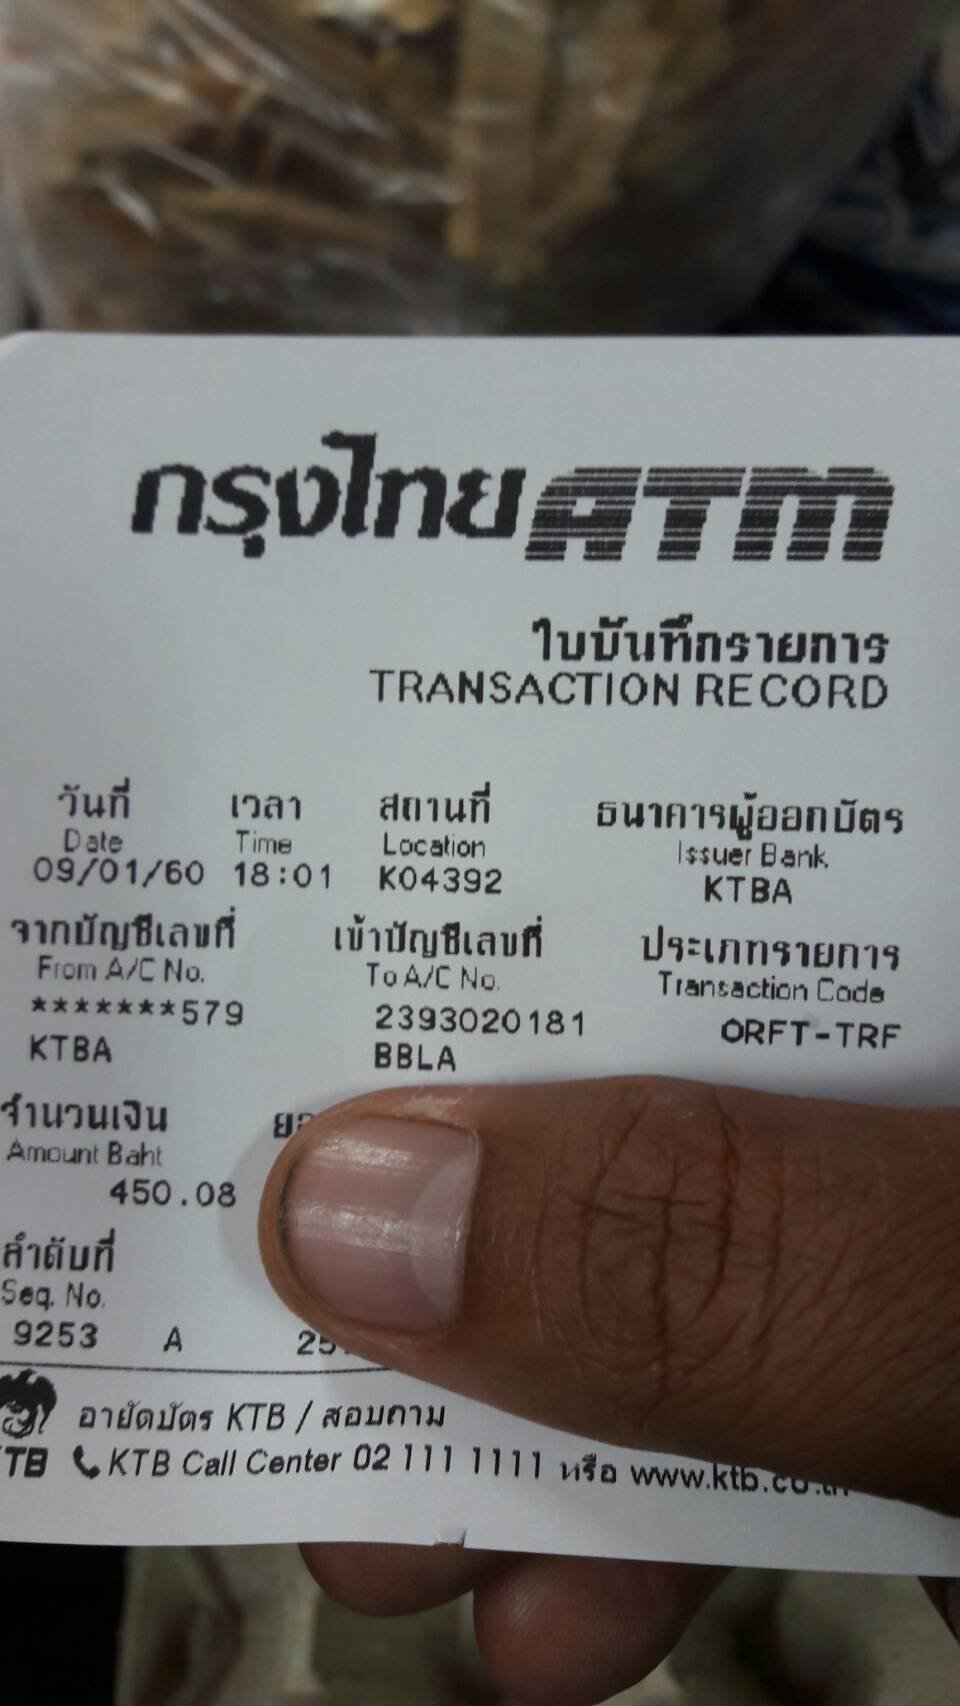 กรุงไทย ATM
ใบบันทึกรายการ
TRANSACTION RECORD
วันที่ เวลา สถานที่ ธนาคารผู้ออกบัตร
Date Time Location Issuer Bank
09/01/60 18:01 K04392 KTBA
จากบัญชีเลขที่ เข้าบัญชีเลขที่ ประเภทรายการ
From A/C No. To A/C No. Transaction Code
*******579 2393020181 ORFT-TRF
KTBA BBLA
จำนวนเงิน
Amount Baht
450.08
ลำดับที่
Seq. No.
9253 A
อายัดบัตร KTB / สอบถาม
KTB Call Center 02 111 1111 หรือ www.ktb.co.th